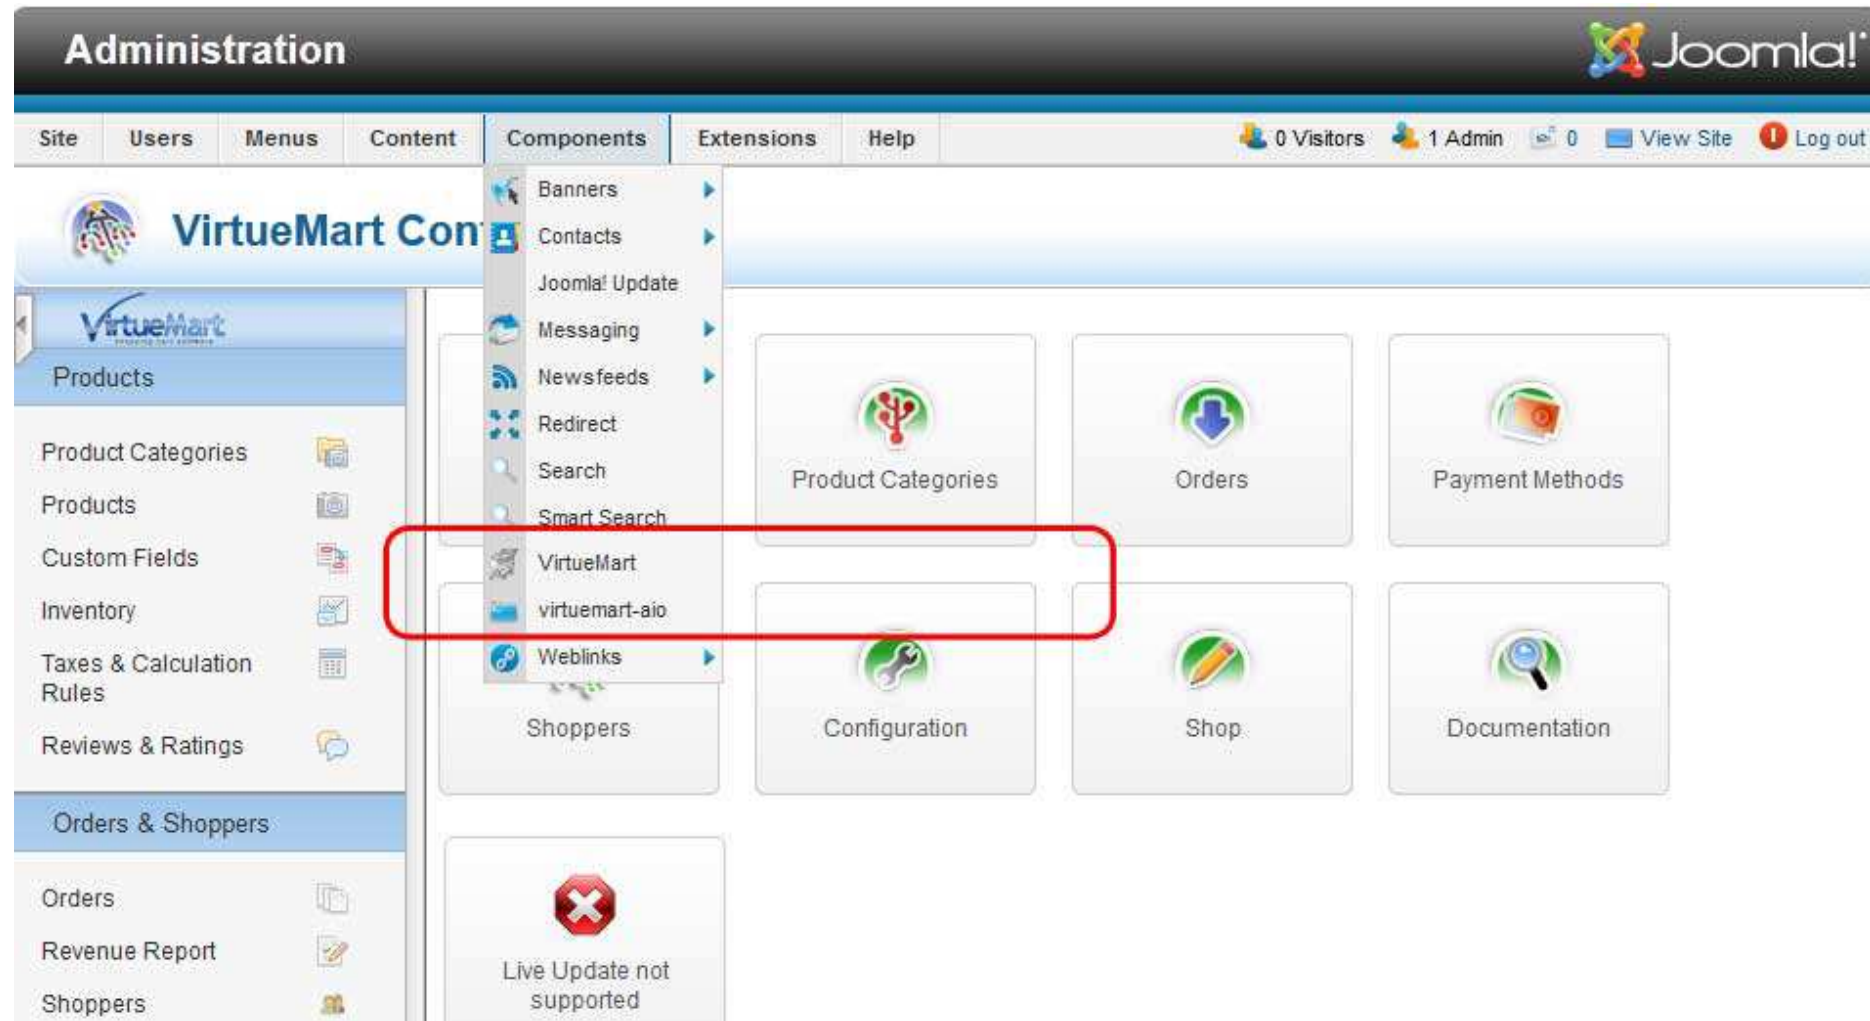 Administration
Joomla!
Site Users Menus Content Components Extensions Help 0 Visitors 1 Admin 0 View Site Log out
VirtueMart Con
Banners
Contacts
Joomla! Update
Messaging
Newsfeeds
Redirect
Search
Smart Search
VirtueMart
virtuemart-aio
Weblinks
VirtueMart
Products
Product Categories
Products
Custom Fields
Inventory
Taxes & Calculation
Rules
Reviews & Ratings
Orders & Shoppers
Orders
Revenue Report
Shoppers
Product Categories
Orders
Payment Methods
Shoppers
Configuration
Shop
Documentation
Live Update not
supported